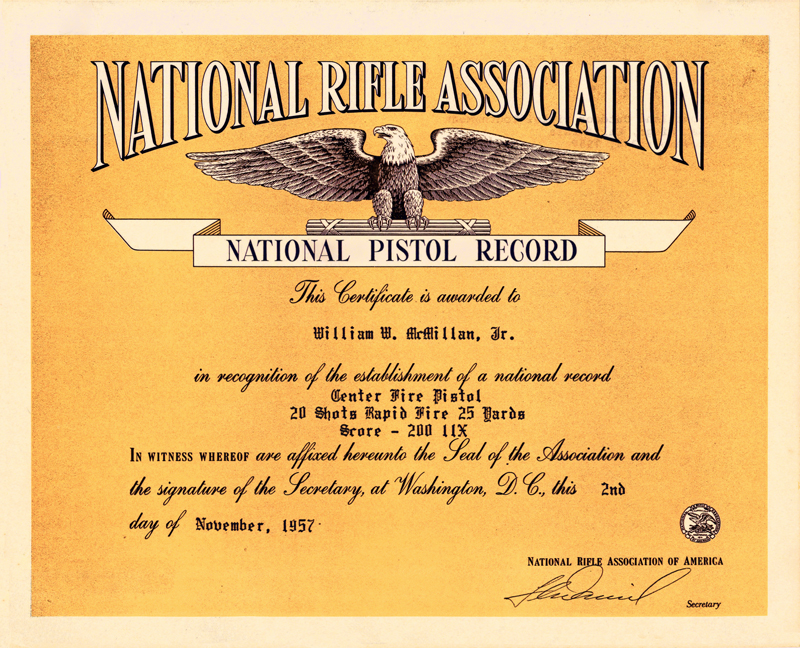 NATIONAL RIFLE ASSOCIATION
NATIONAL PISTOL RECORD
This Certificate is awarded to
William W. McMillan, Jr.
in recognition of the establishment of a national record
Center Fire Pistol
20 Shots Rapid Fire 25 Yards
Score - 200 11X
IN WITNESS WHEREOF are affixed hereunto the Seal of the Association and
the signature of the Secretary, at Washington, D.C., this 2nd
day of November, 1957
NATIONAL RIFLE ASSOCIATION OF AMERICA
Secretary